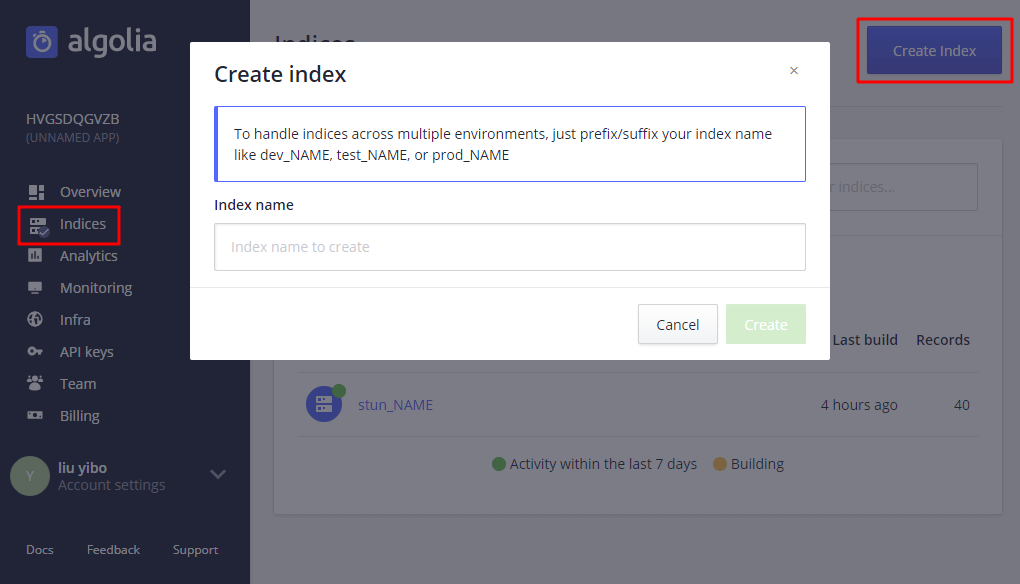 algolia
HVGSDQGVZB
(UNNAMED APP)
Overview
Indices
Analytics
Monitoring
Infra
API keys
Team
Billing
Y
liu yibo
Account settings
Docs Feedback Support
Indices
Create Index
Create index
×
To handle indices across multiple environments, just prefix/suffix your index name
like dev_NAME, test_NAME, or prod_NAME
Index name
Index name to create
Cancel Create
indices...
Last build Records
stun_NAME 4 hours ago 40
Activity within the last 7 days Building